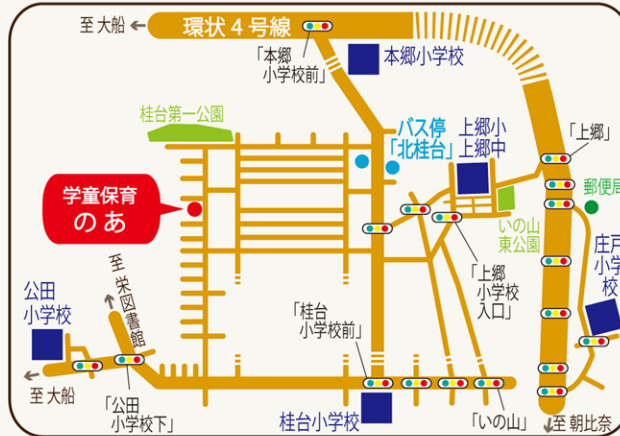 至 大船
環状4号線
「本郷
小学校前」
本郷小学校
桂台第一公園
バス停
「北桂台」
上郷小
上郷中
「上郷」
学童保育
のあ
郵便局
いの山
東公園
庄戸
小学
校
「上郷
小学校
入口」
至 栄図書館
公田
小学校
「桂台
小学校前」
至 大船
「公田
小学校下」
桂台小学校
「いの山」
至 朝比奈